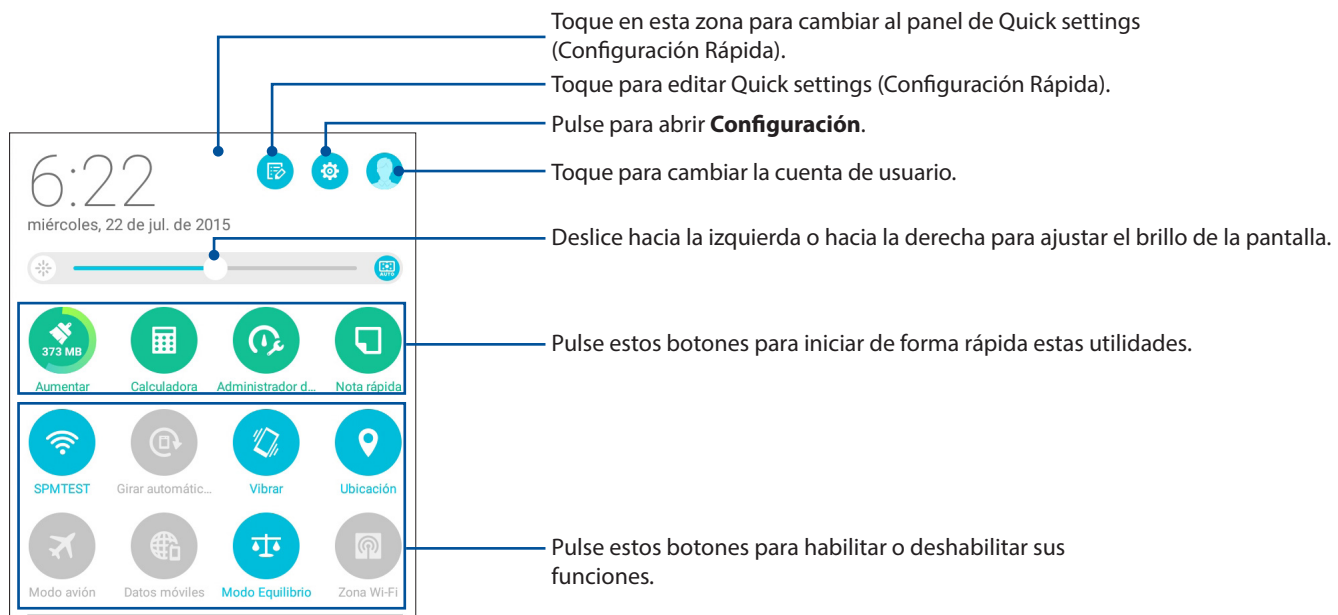 Toque en esta zona para cambiar al panel de Quick settings
(Configuración Rápida).
Toque para editar Quick settings (Configuración Rápida).
Pulse para abrir Configuración.
Toque para cambiar la cuenta de usuario.
Deslice hacia la izquierda o hacia la derecha para ajustar el brillo de la pantalla.
Pulse estos botones para iniciar de forma rápida estas utilidades.
Pulse estos botones para habilitar o deshabilitar sus
funciones.
6:22
miércoles, 22 de jul. de 2015
AUTO
373 MB
Aumentar Calculadora Administrador d... Nota rápida
SPMTEST Girar automátic... Vibrar Ubicación
Modo avión Datos móviles Modo Equilibrio Zona Wi-Fi